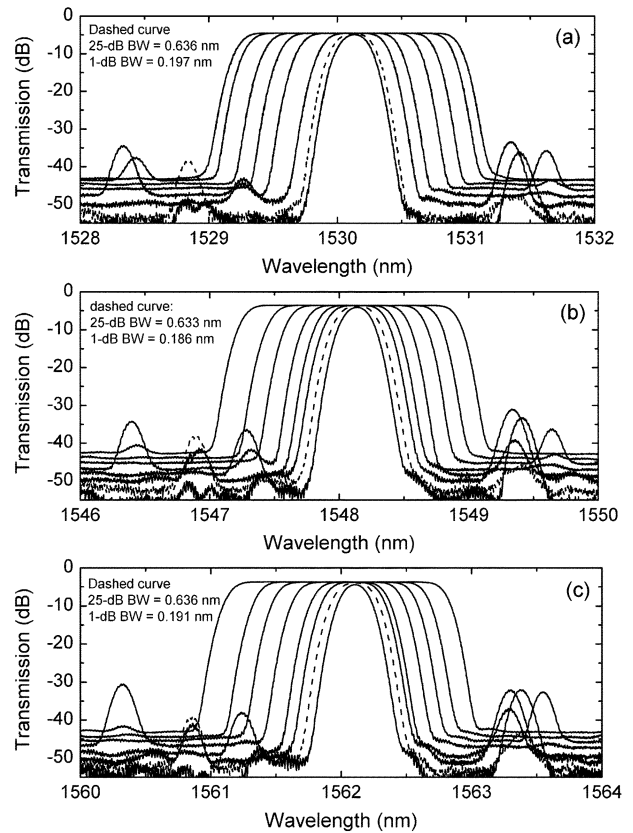 (a)
Dashed curve
25-dB BW = 0.636 nm
1-dB BW = 0.197 nm
Transmission (dB)
0
-10
-20
-30
-40
-50
1528 1529 1530 1531 1532
Wavelength (nm)
(b)
dashed curve:
25-dB BW = 0.633 nm
1-dB BW = 0.186 nm
Transmission (dB)
0
-10
-20
-30
-40
-50
1546 1547 1548 1549 1550
Wavelength (nm)
(c)
Dashed curve
25-dB BW = 0.636 nm
1-dB BW = 0.191 nm
Transmission (dB)
0
-10
-20
-30
-40
-50
1560 1561 1562 1563 1564
Wavelength (nm)